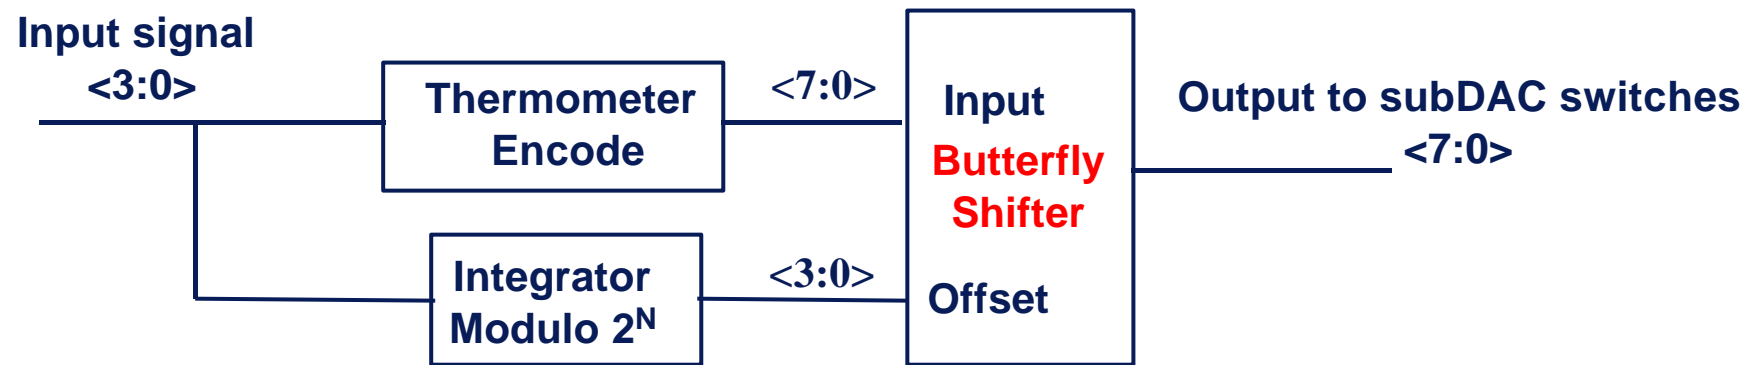 Input signal
<3:0>
Thermometer
Encode
<7:0>
Integrator
Modulo 2^N
<3:0>
Input
Butterfly
Shifter
Offset
Output to subDAC switches
<7:0>